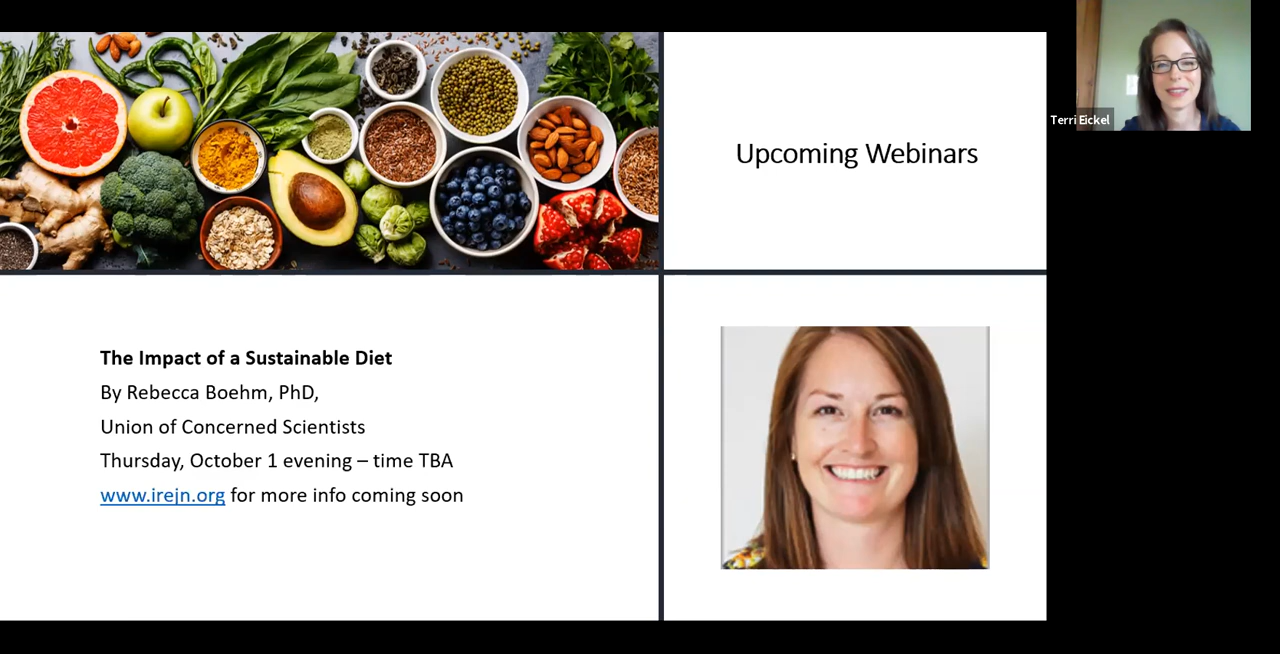 Upcoming Webinars
Terri Eickel
The Impact of a Sustainable Diet
By Rebecca Boehm, PhD,
Union of Concerned Scientists
Thursday, October 1 evening – time TBA
www.irejn.org for more info coming soon